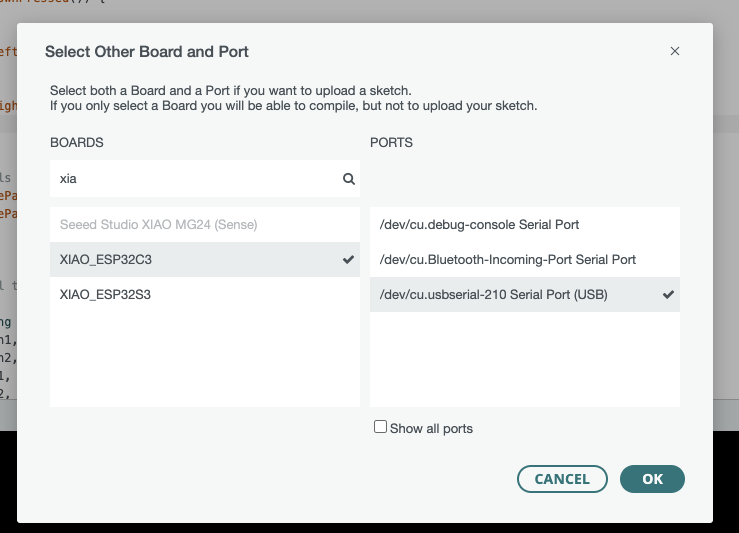 Select Other Board and Port
Select both a Board and a Port if you want to upload a sketch.
If you only select a Board you will be able to compile, but not to upload your sketch.
BOARDS
PORTS
xia
Seeed Studio XIAO MG24 (Sense)
XIAO_ESP32C3
XIAO_ESP32S3
/dev/cu.debug-console Serial Port
/dev/cu.Bluetooth-Incoming-Port Serial Port
/dev/cu.usbserial-210 Serial Port (USB)
Show all ports
CANCEL
OK